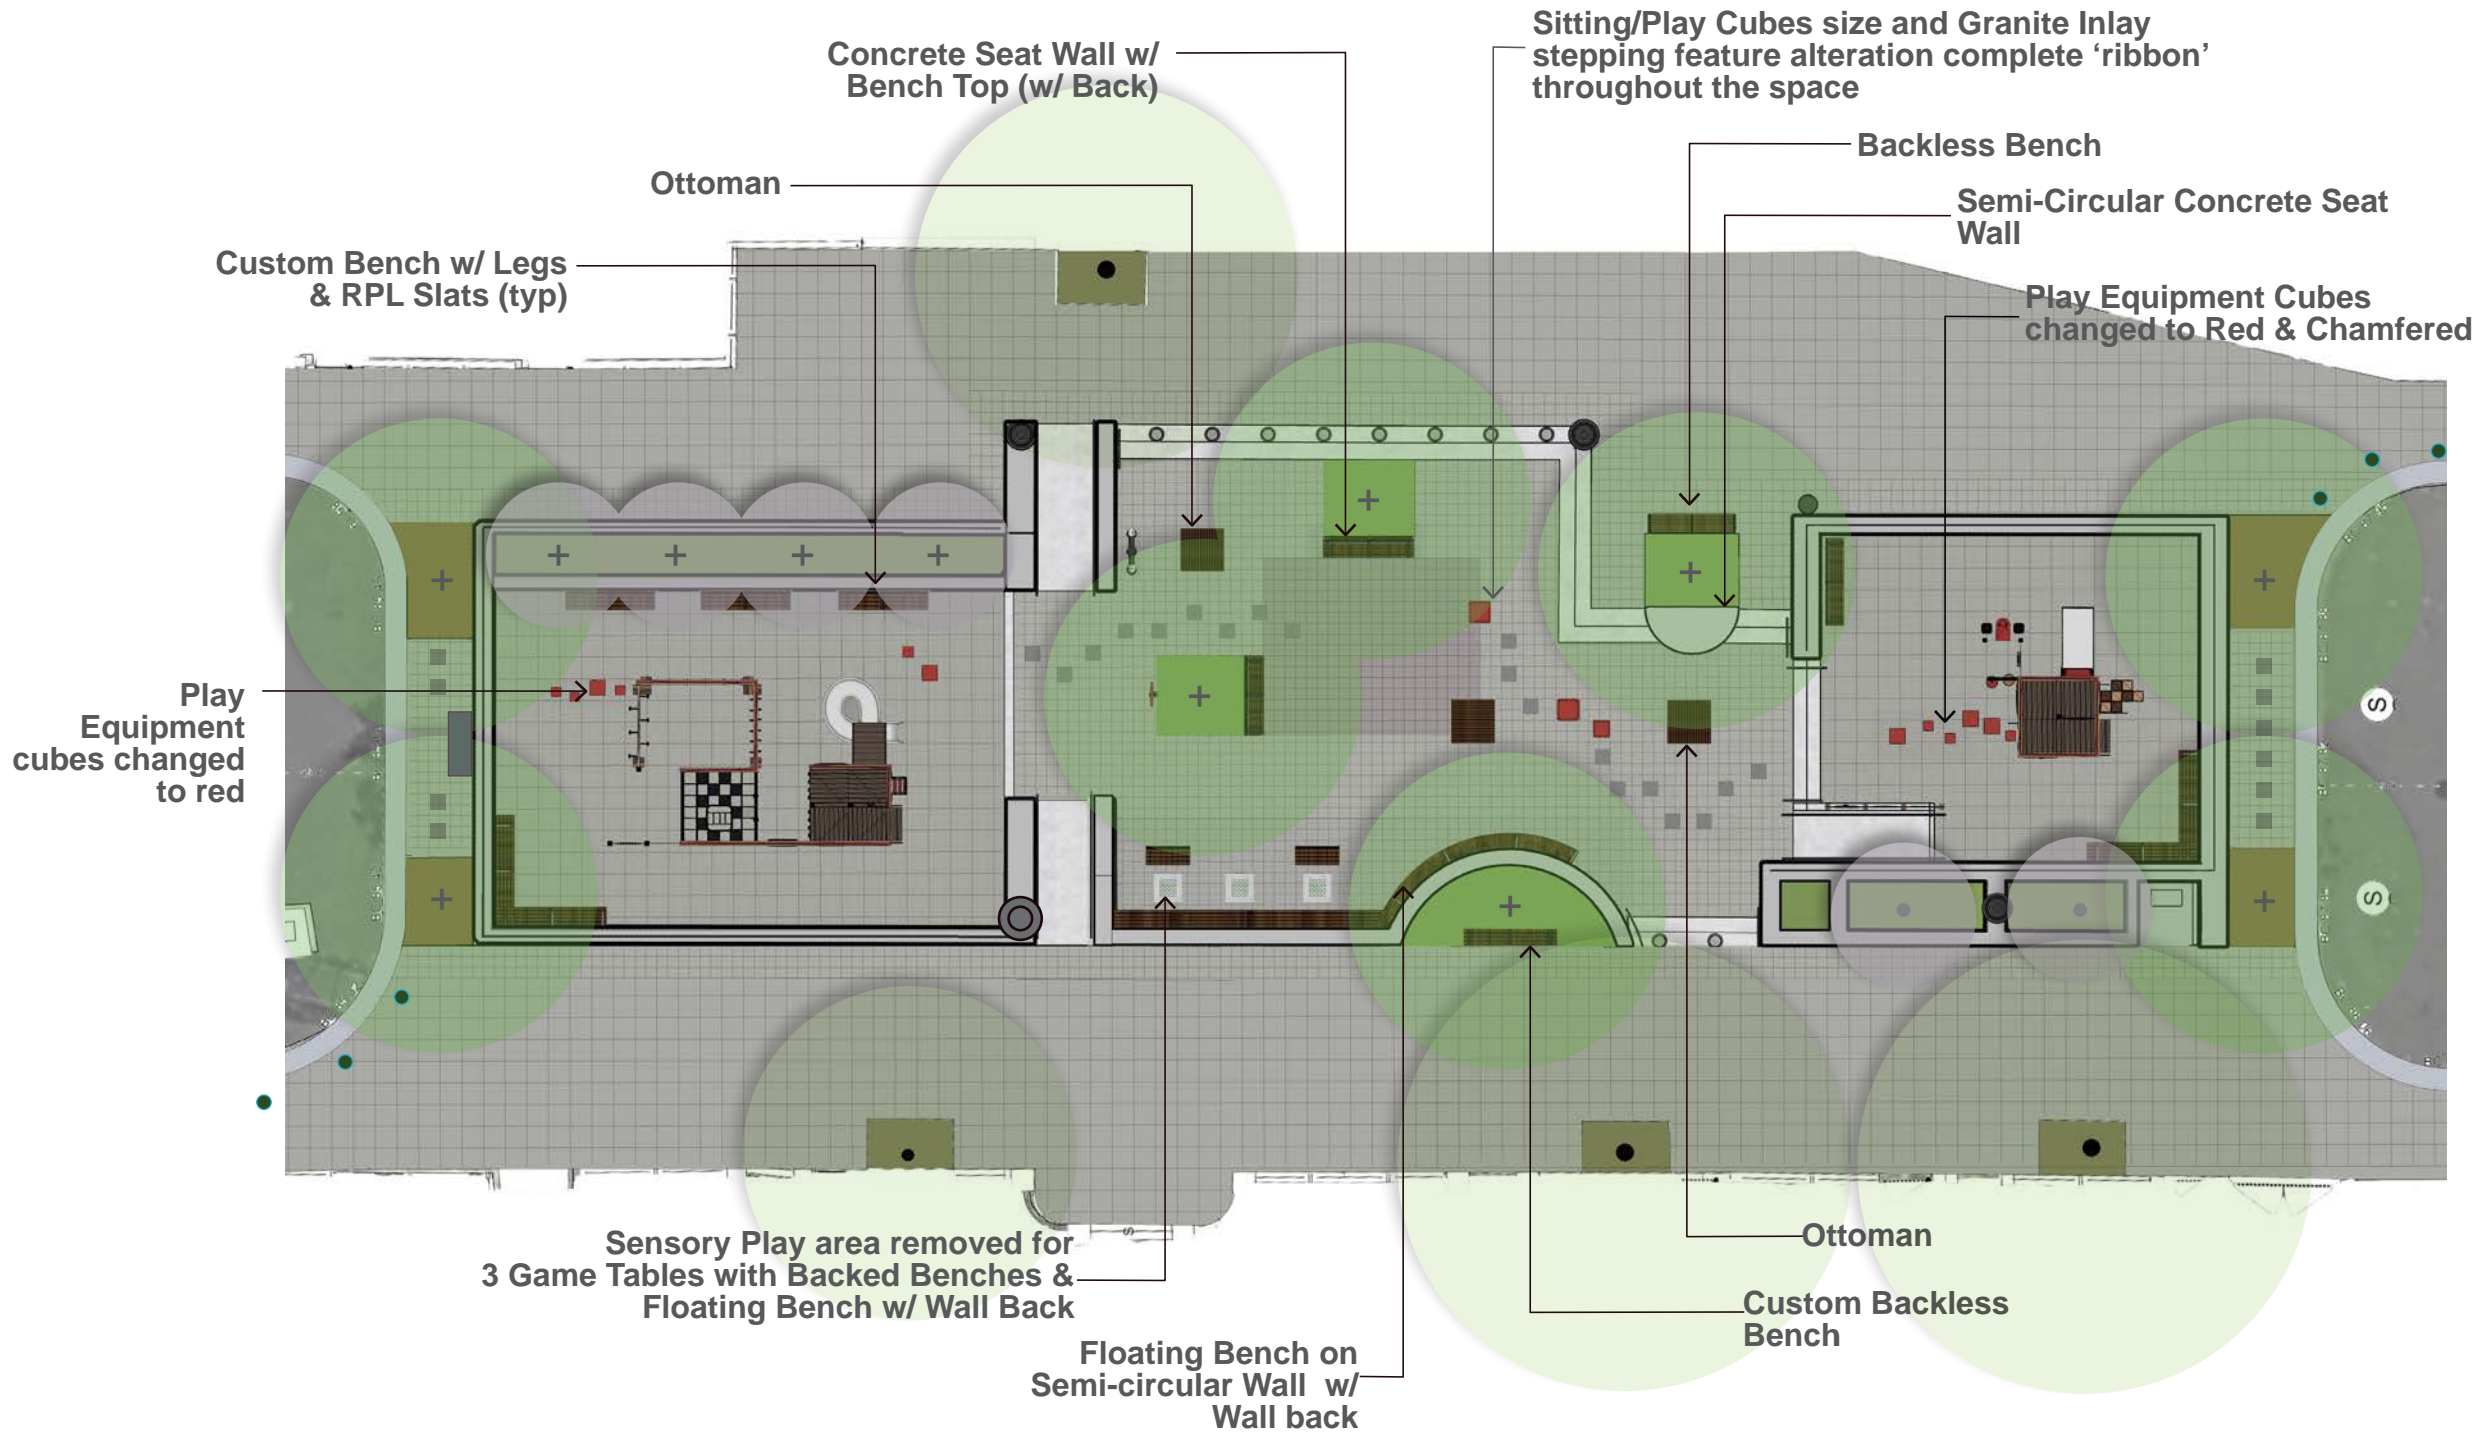 Sitting/Play Cubes size and Granite Inlay
stepping feature alteration complete ‘ribbon’
throughout the space
Concrete Seat Wall w/
Bench Top (w/ Back)
Backless Bench
Ottoman
Semi-Circular Concrete Seat
Wall
Custom Bench w/ Legs
& RPL Slats (typ)
Play Equipment Cubes
changed to Red & Chamfered
Play
Equipment
cubes changed
to red
S
S
Sensory Play area removed for
3 Game Tables with Backed Benches &
Floating Bench w/ Wall Back
Ottoman
Custom Backless
Bench
Floating Bench on
Semi-circular Wall  w/
Wall back